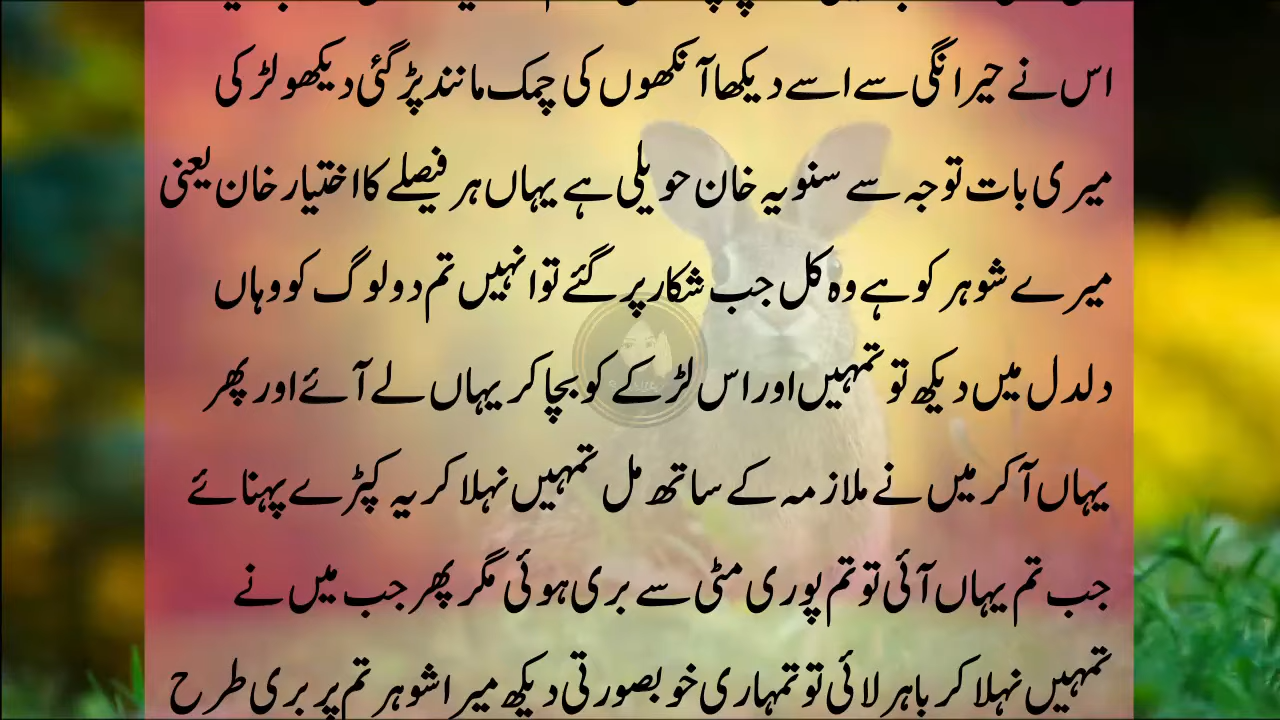 اس نے حیرانگی سے اسے دیکھا آنکھوں کی چمک ماند پڑ گئی دیکھو لڑکی
میری بات توجہ سے سنو یہ خان حویلی ہے یہاں ہر فیصلے کا اختیار خان یعنی
میرے شوہر کو ہے وہ کل جب شکار پر گئے تو انہیں تم دو لوگ کو وہاں
دلدل میں دیکھ تو تمہیں اور اس لڑکے کو بچا کر یہاں لے آئے اور پھر
یہاں آ کر میں نے ملازمہ کے ساتھ مل تمہیں نہلا کر یہ کپڑے پہنائے
جب تم یہاں آئی تو تم پوری مٹی سے بری ہوئی مگر پھر جب میں نے
تمہیں نہلا کر باہر لائی تو تمہاری خوبصورتی دیکھ میرا شوہر تم پر بری طرح